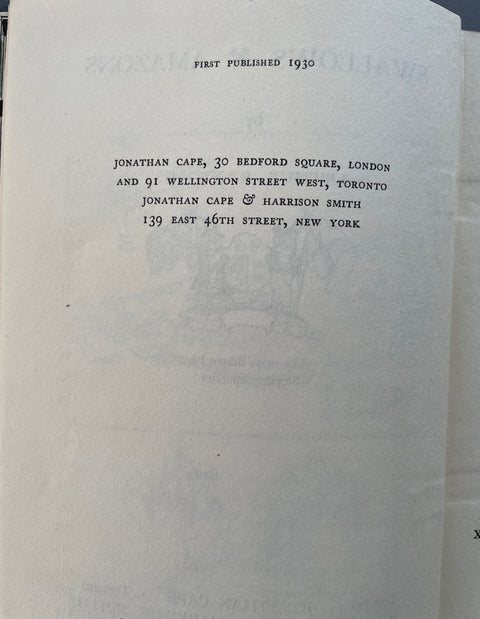 FIRST PUBLISHED 1930
JONATHAN CAPE, 30 BEDFORD SQUARE, LONDON
AND 91 WELLINGTON STREET WEST, TORONTO
JONATHAN CAPE & HARRISON SMITH
139 EAST 46TH STREET, NEW YORK
X